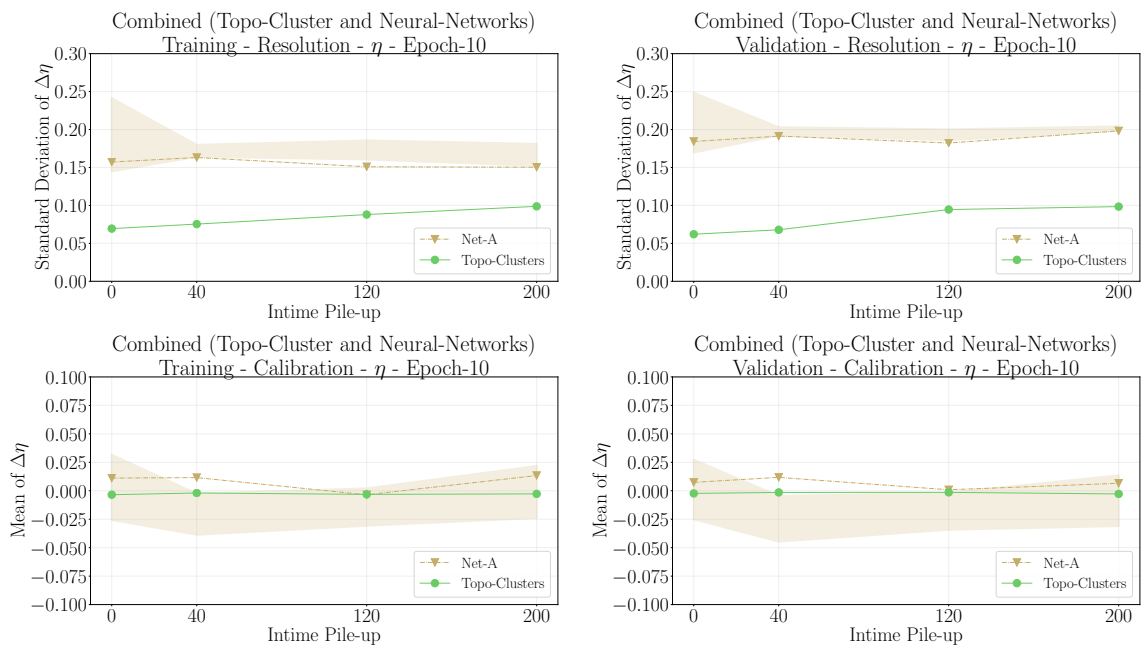 Combined (Topo-Cluster and Neural-Networks)
Training - Resolution - η - Epoch-10
0.30
0.25
0.20
0.15
0.10
0.05
0.00
Standard Deviation of Δη
Net-A
Topo-Clusters
0 40 120 200
Intime Pile-up
Combined (Topo-Cluster and Neural-Networks)
Validation - Resolution - η - Epoch-10
0.30
0.25
0.20
0.15
0.10
0.05
0.00
Standard Deviation of Δη
Net-A
Topo-Clusters
0 40 120 200
Intime Pile-up
Combined (Topo-Cluster and Neural-Networks)
Training - Calibration - η - Epoch-10
0.100
0.075
0.050
0.025
0.000
−0.025
−0.050
−0.075
−0.100
Mean of Δη
Net-A
Topo-Clusters
0 40 120 200
Intime Pile-up
Combined (Topo-Cluster and Neural-Networks)
Validation - Calibration - η - Epoch-10
0.100
0.075
0.050
0.025
0.000
−0.025
−0.050
−0.075
−0.100
Mean of Δη
Net-A
Topo-Clusters
0 40 120 200
Intime Pile-up